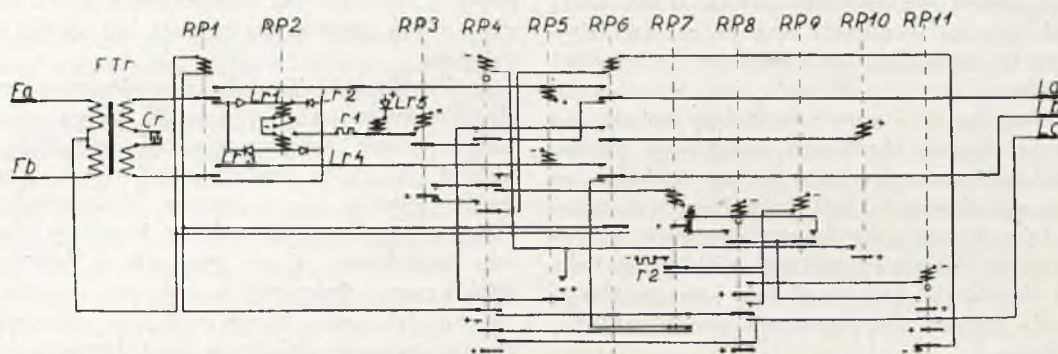 RP1 RP2 RP3 RP4 RP5 RP6 RP7 RP8 RP9 RP10 RP11
FTr
Fa
Lr1
Lr2
Lr5
Cr
r1
La
Lc
Fb
Lr3
Lr4
r2